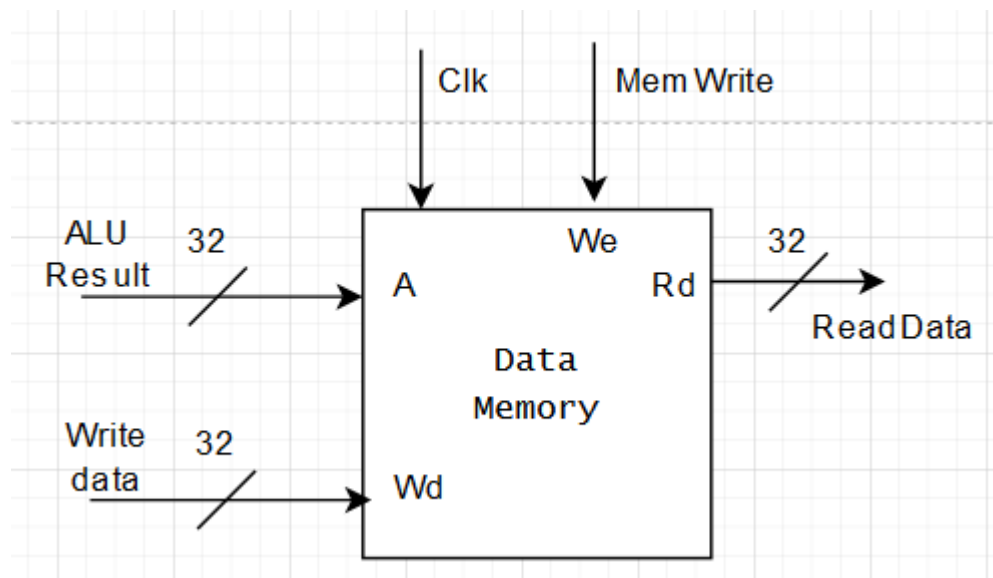 Clk
Mem Write
ALU
Result
32
A
We
Rd
32
Read Data
Data
Memory
Write
data
32
Wd